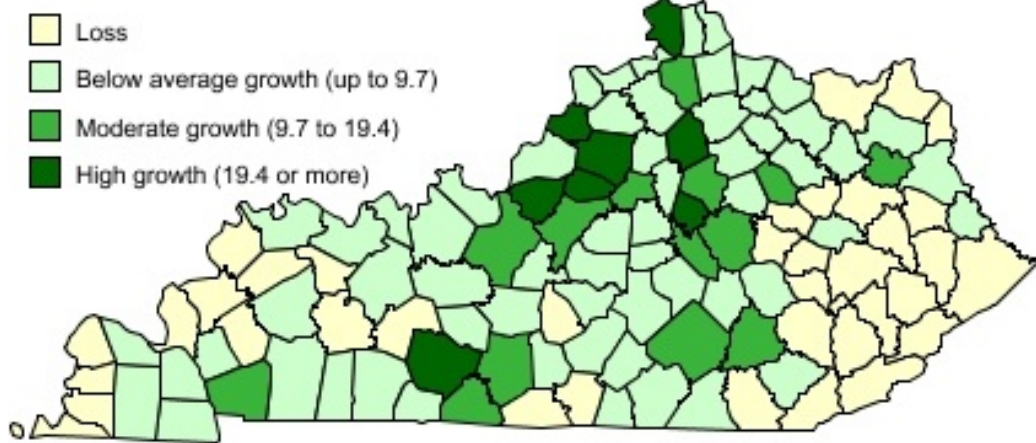 Loss
Below average growth (up to 9.7)
Moderate growth (9.7 to 19.4)
High growth (19.4 or more)